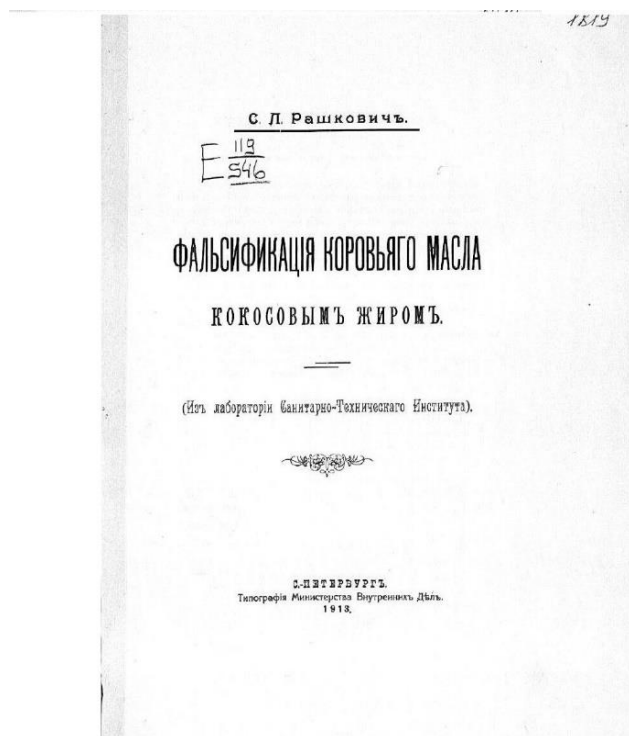 1819
С. Л. Рашковичъ.
Е 119
546
ФАЛЬСИФИКАЦІЯ КОРОВЬЯГО МАСЛА
КОКОСОВЫМЪ ЖИРОМЪ.
(Изъ лабораторіи Санитарно-Техническаго Института).
С.-ПЕТЕРБУРГЪ.
Типографія Министерства Внутреннихъ Дѣлъ.
1913.